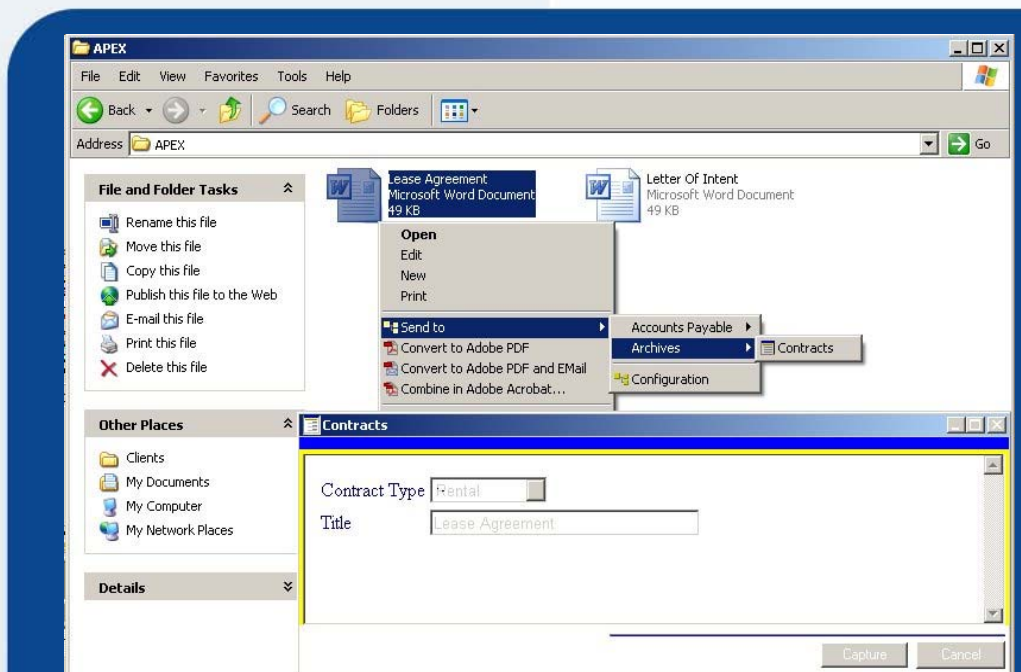 APEX
File Edit View Favorites Tools Help
Back Search Folders
Address APEX Go
File and Folder Tasks
Rename this file
Move this file
Copy this file
Publish this file to the Web
E-mail this file
Print this file
Delete this file
Other Places
Clients
My Documents
My Computer
My Network Places
Details
Lease Agreement
Microsoft Word Document
49 KB
Letter Of Intent
Microsoft Word Document
49 KB
Open
Edit
New
Print
Send to
Convert to Adobe PDF
Convert to Adobe PDF and EMail
Combine in Adobe Acrobat...
Accounts Payable
Archives
Configuration
Contracts
Contracts
Contract Type Rental
Title Lease Agreement
Capture Cancel